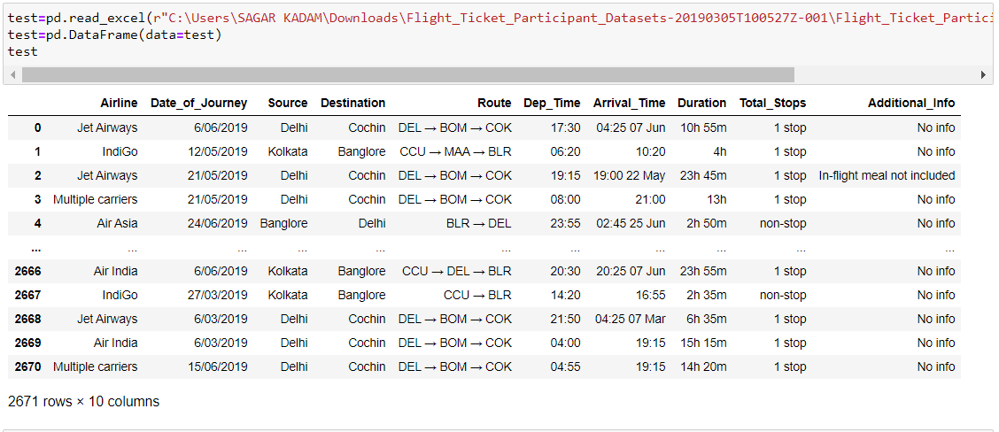 test=pd.read_excel(r"C:\Users\SAGAR KADAM\Downloads\Flight_Ticket_Participant_Datasets-20190305T100527Z-001\Flight_Ticket_Partici
test=pd.DataFrame(data=test)
test
Airline Date_of_Journey Source Destination Route Dep_Time Arrival_Time Duration Total_Stops Additional_Info
0 Jet Airways 6/06/2019 Delhi Cochin DEL → BOM → COK 17:30 04:25 07 Jun 10h 55m 1 stop No info
1 IndiGo 12/05/2019 Kolkata Banglore CCU → MAA → BLR 06:20 10:20 4h 1 stop No info
2 Jet Airways 21/05/2019 Delhi Cochin DEL → BOM → COK 19:15 19:00 22 May 23h 45m 1 stop In-flight meal not included
3 Multiple carriers 21/05/2019 Delhi Cochin DEL → BOM → COK 08:00 21:00 13h 1 stop No info
4 Air Asia 24/06/2019 Banglore Delhi BLR → DEL 23:55 02:45 25 Jun 2h 50m non-stop No info
... ... ... ... ... ... ... ... ... ... ...
2666 Air India 6/06/2019 Kolkata Banglore CCU → DEL → BLR 20:30 20:25 07 Jun 23h 55m 1 stop No info
2667 IndiGo 27/03/2019 Kolkata Banglore CCU → BLR 14:20 16:55 2h 35m non-stop No info
2668 Jet Airways 6/03/2019 Delhi Cochin DEL → BOM → COK 21:50 04:25 07 Mar 6h 35m 1 stop No info
2669 Air India 6/03/2019 Delhi Cochin DEL → BOM → COK 04:00 19:15 15h 15m 1 stop No info
2670 Multiple carriers 15/06/2019 Delhi Cochin DEL → BOM → COK 04:55 19:15 14h 20m 1 stop No info
2671 rows × 10 columns